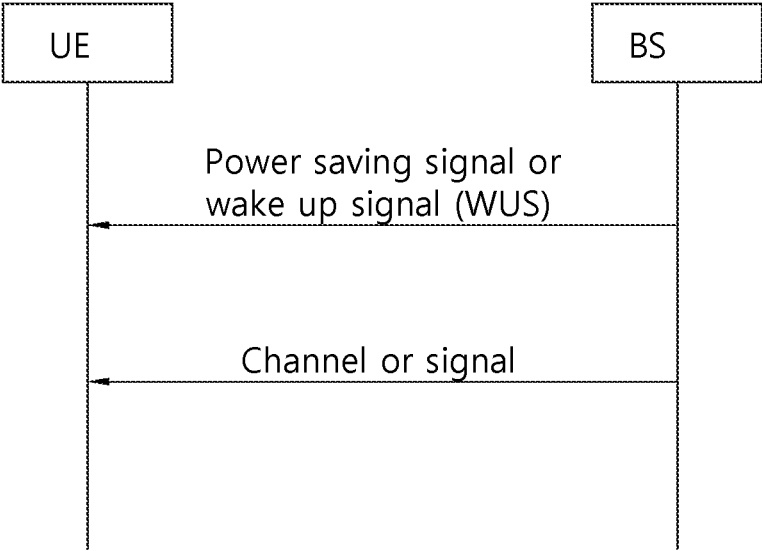 UE
BS
Power saving signal or
wake up signal (WUS)
Channel or signal